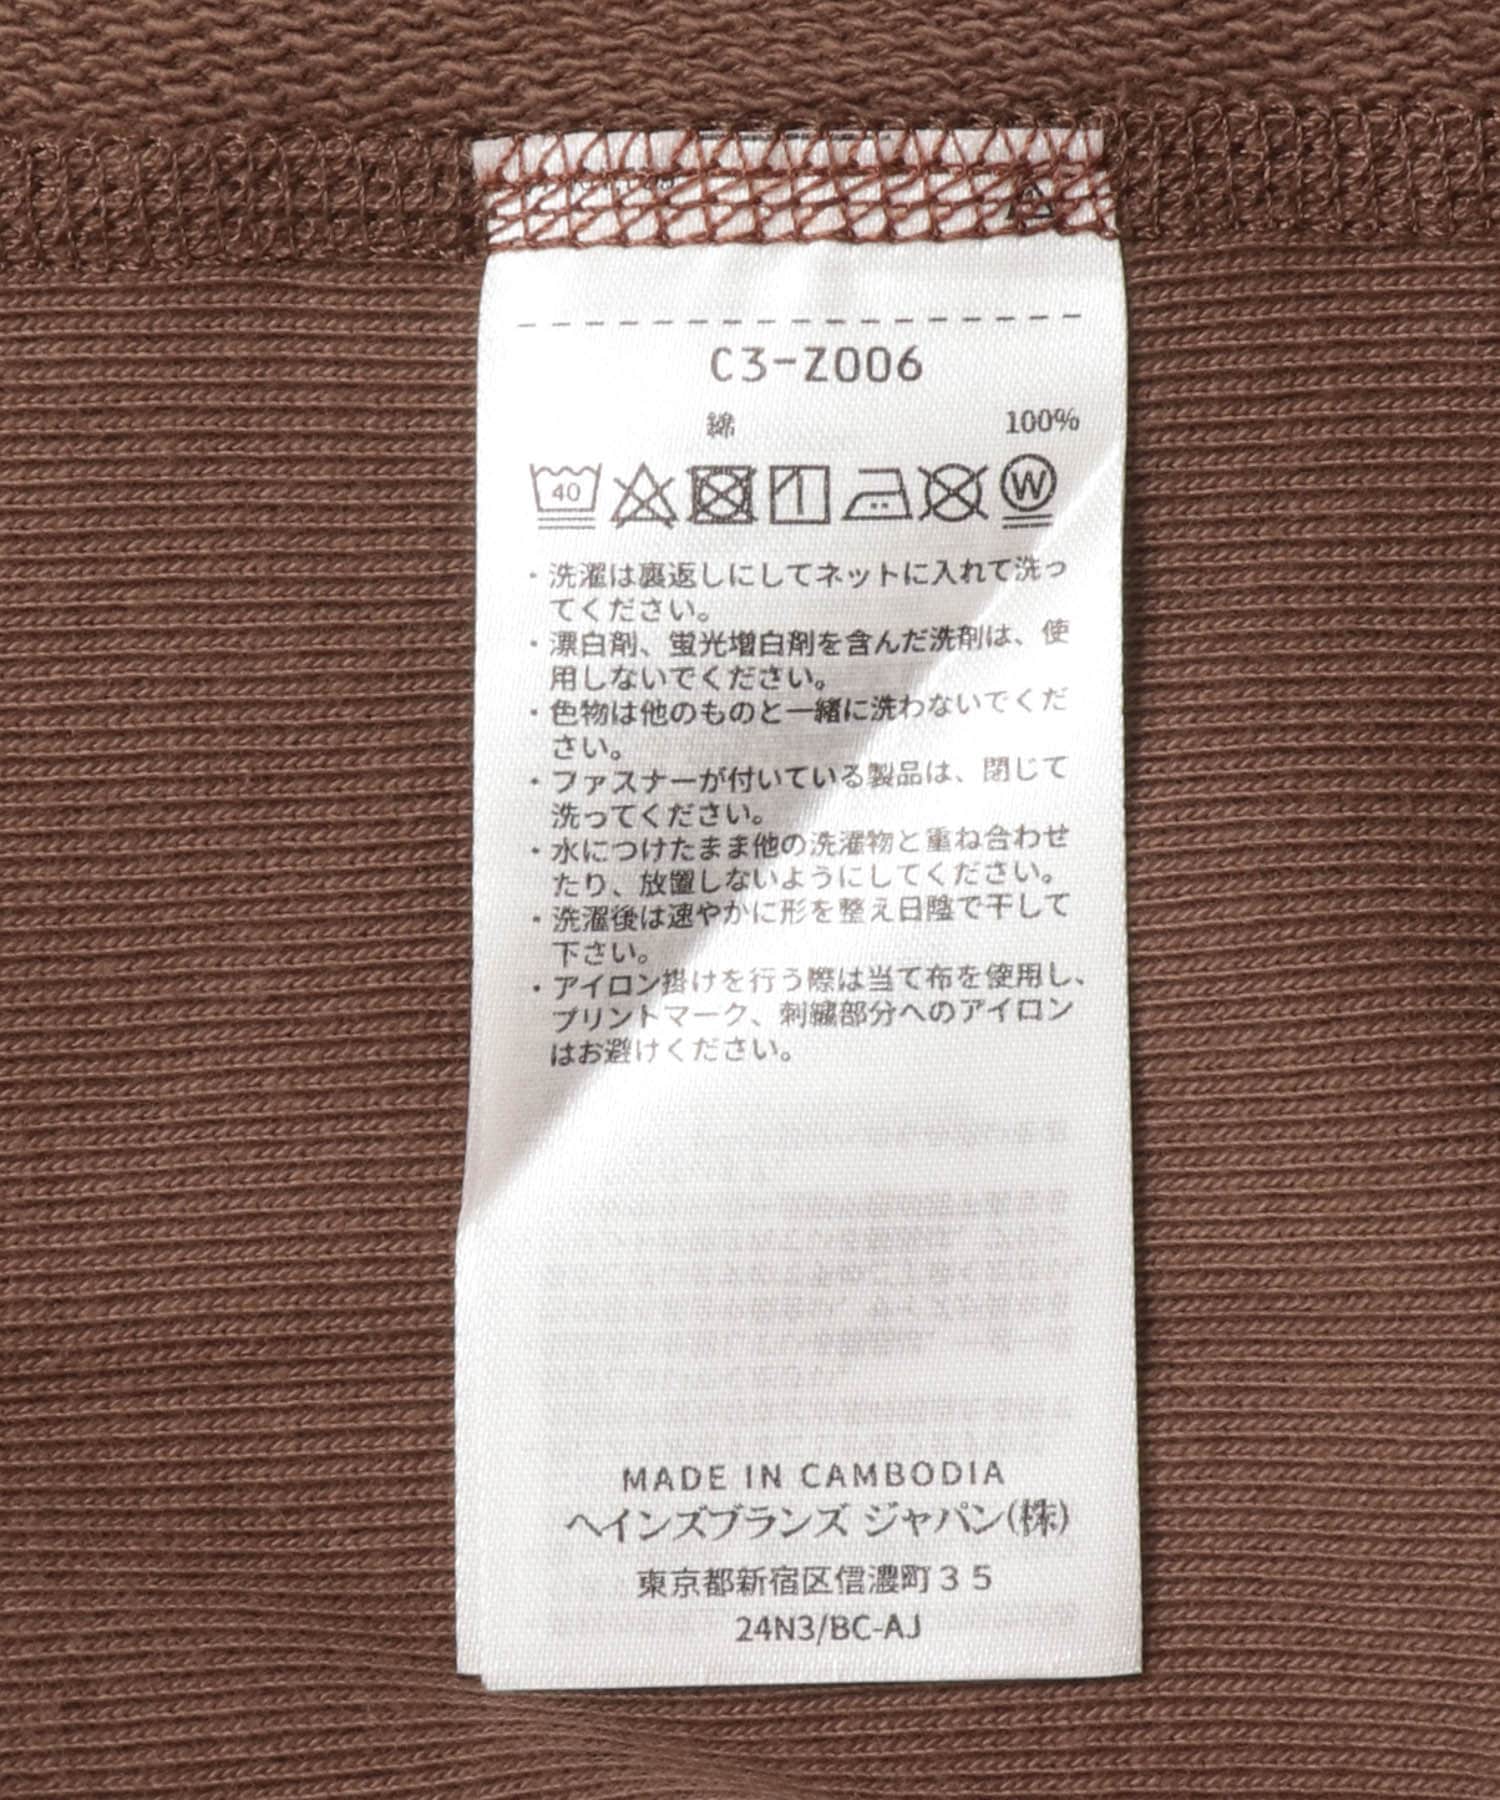 C3-Z006
綿 100%
40 W
・洗濯は裏返しにしてネットに入れて洗っ
てください。
・漂白剤、蛍光増白剤を含んだ洗剤は、使
用しないでください。
・色物は他のものと一緒に洗わないでくだ
さい。
・ファスナーが付いている製品は、閉じて
洗ってください。
・水につけたまま他の洗濯物と重ね合わせ
たり、放置しないようにしてください。
・洗濯後は速やかに形を整え日陰で干して
下さい。
・アイロン掛けを行う際は当て布を使用し、
プリントマーク、刺繍部分へのアイロン
はお避けください。
MADE IN CAMBODIA
ヘインズブランズ ジャパン(株)
東京都新宿区信濃町３５
24N3/BC-AJ